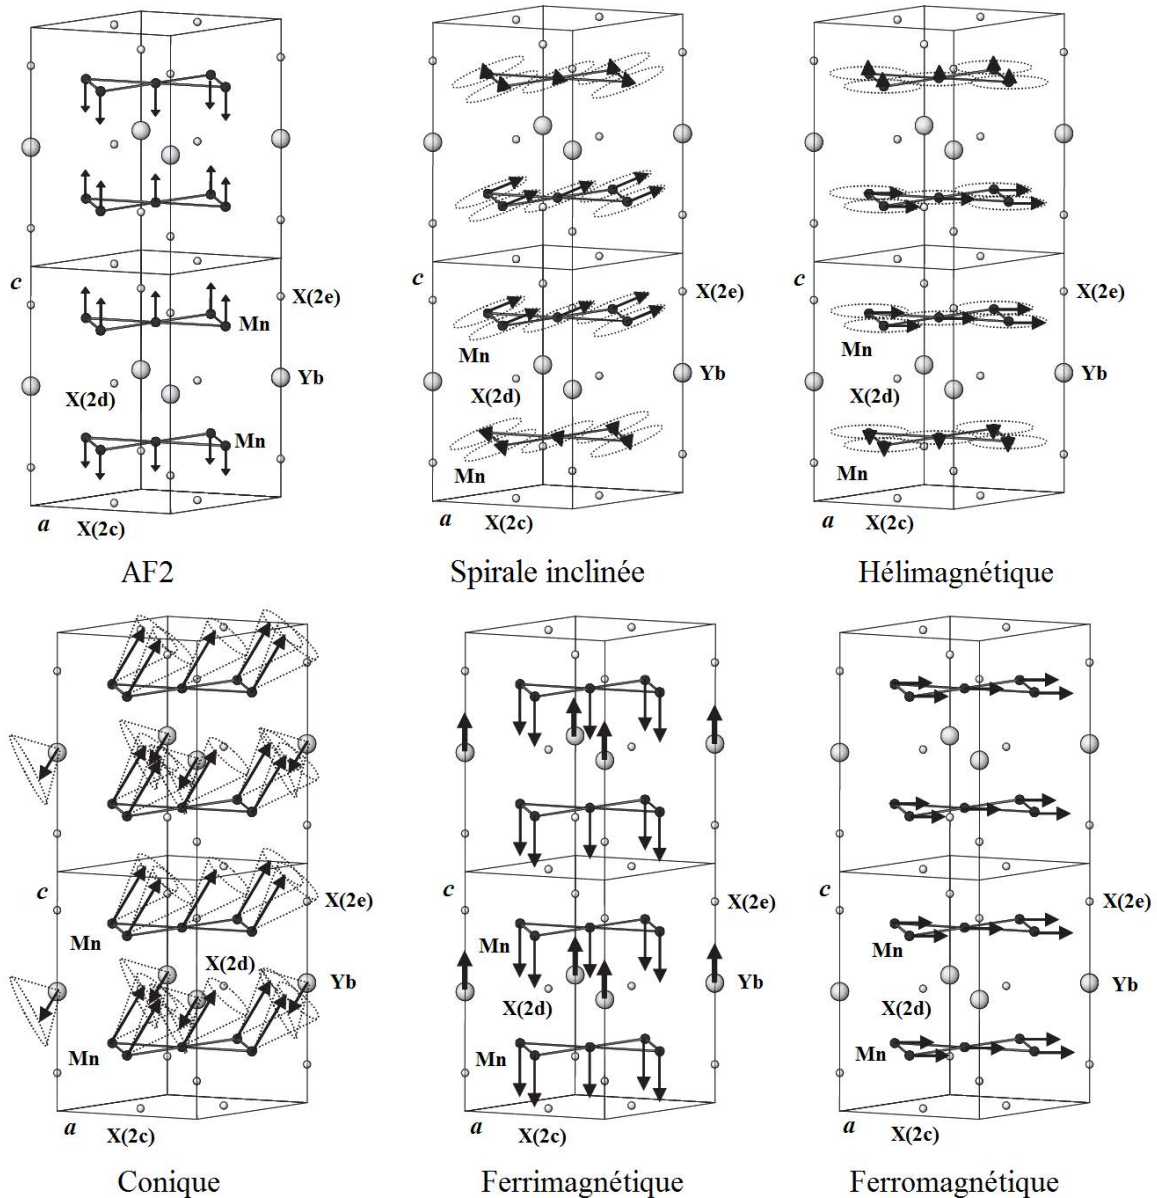 c
X(2e)
Mn
Yb
X(2d)
Mn
a
X(2c)
AF2
c
X(2e)
Mn
Yb
X(2d)
Mn
a
X(2c)
Spirale inclinée
c
X(2e)
Mn
Yb
X(2d)
Mn
a
X(2c)
Hélimagnétique
c
X(2e)
Mn
X(2d)
Yb
Mn
a
X(2c)
Conique
c
X(2e)
Mn
Yb
X(2d)
Mn
a
X(2c)
Ferrimagnétique
c
X(2e)
Mn
Yb
X(2d)
Mn
a
X(2c)
Ferromagnétique